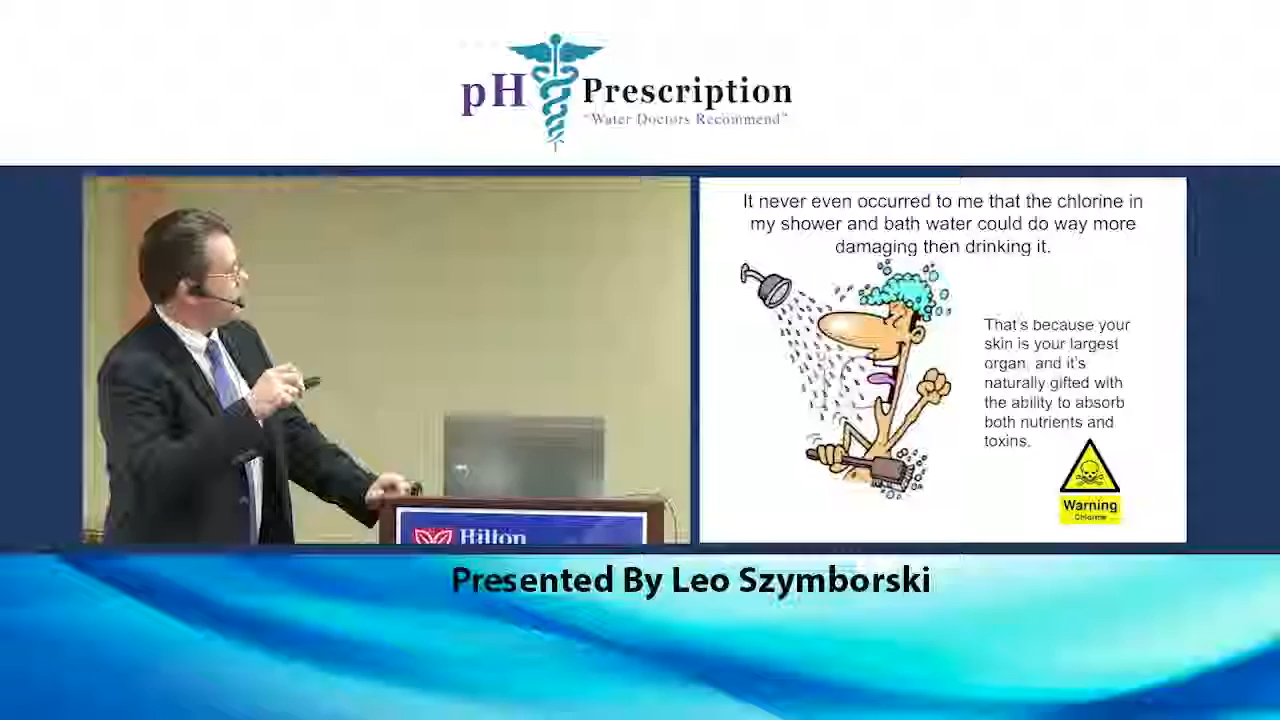 pH Prescription
"Water Doctors Recommend"
It never even occurred to me that the chlorine in
my shower and bath water could do way more
damaging then drinking it.
That's because your
skin is your largest
organ, and it's
naturally gifted with
the ability to absorb
both nutrients and
toxins.
Warning
Chlorine
Hilton
Presented By Leo Szymborski